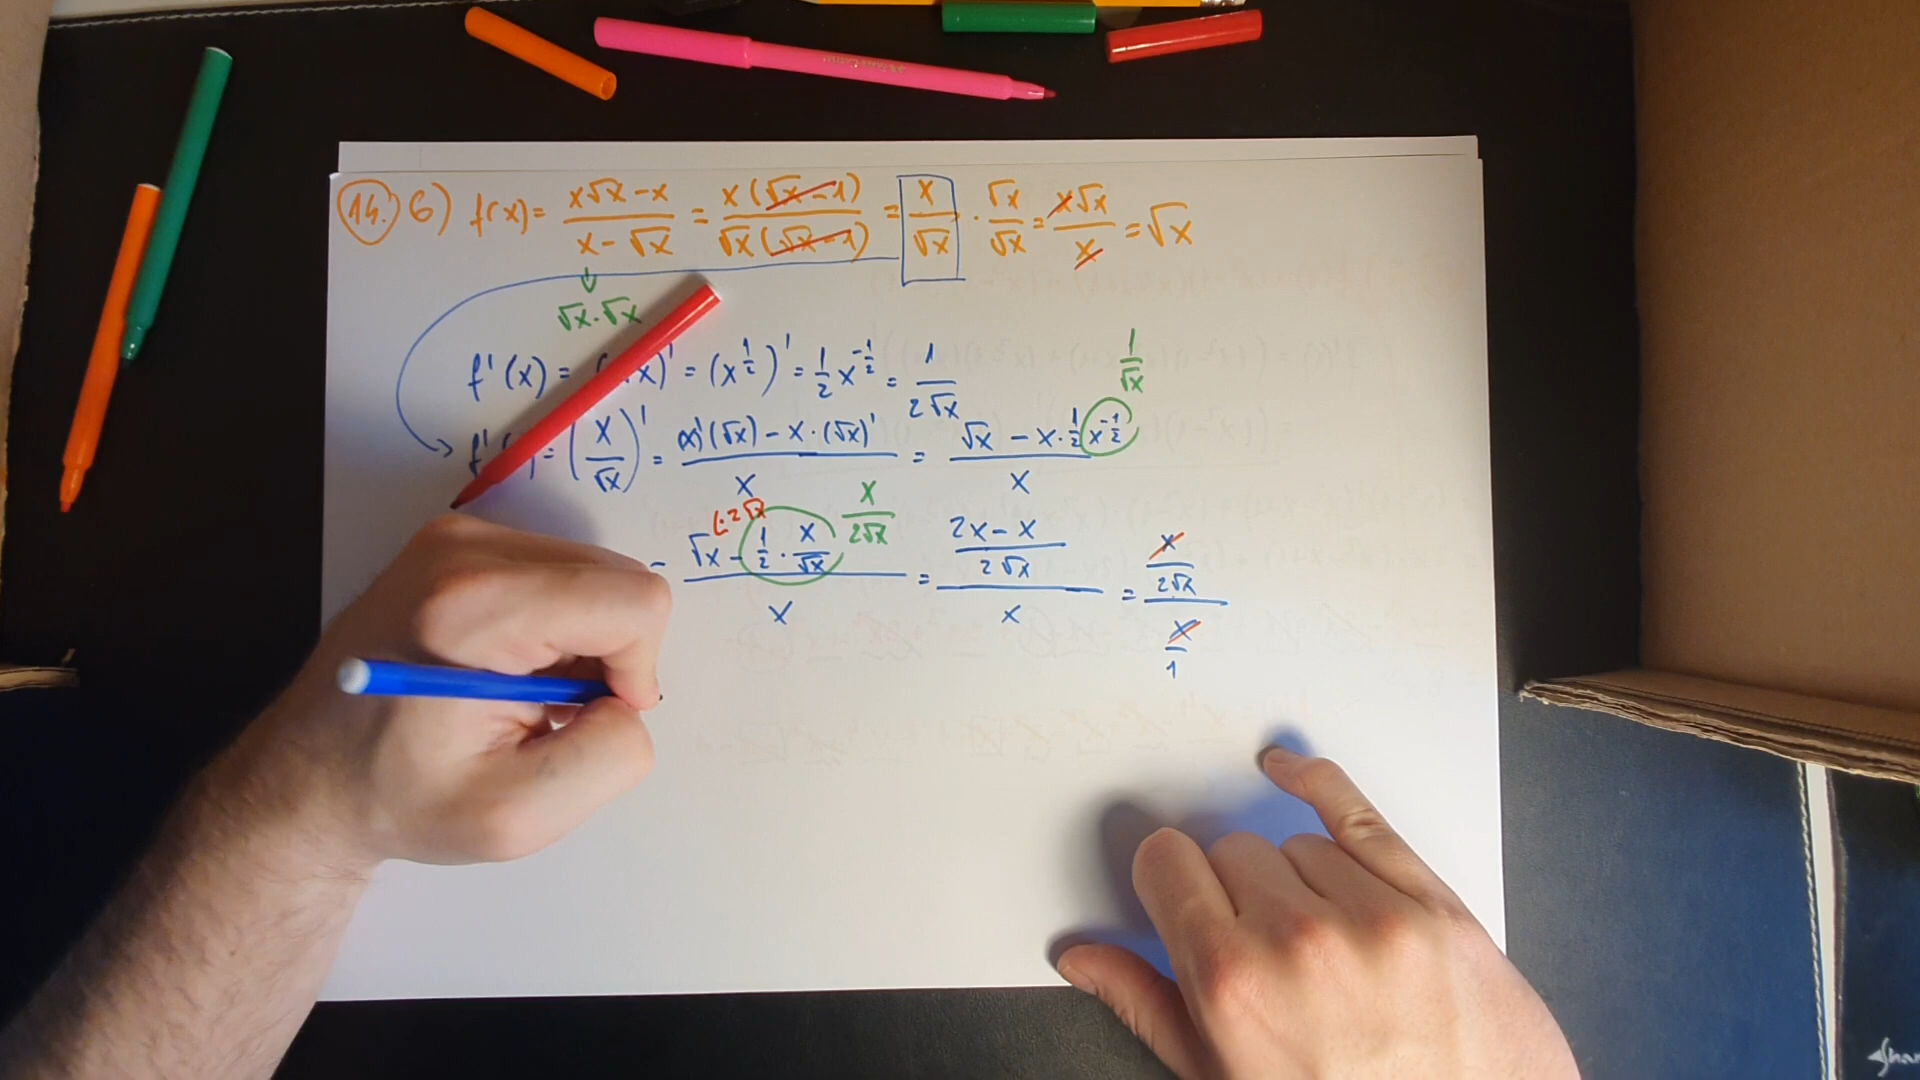 14. 6) f(x) = x√x - x / x - √x = x(√x - 1) / √x(√x - 1) = x / √x · √x / √x = x√x / x = √x
√x · √x
1 / √x
f'(x) = ( x)' = (x^1/2)' = 1/2 x^-1/2 = 1 / 2√x
f' = (x / √x)' = (x)'(√x) - x · (√x)' / x = √x - x · 1/2 x^-1/2 / x
(· 2√x
x / 2√x
= √x - 1/2 · x/√x / x = 2x - x / 2√x / x = x / 2√x / x / 1
Shar